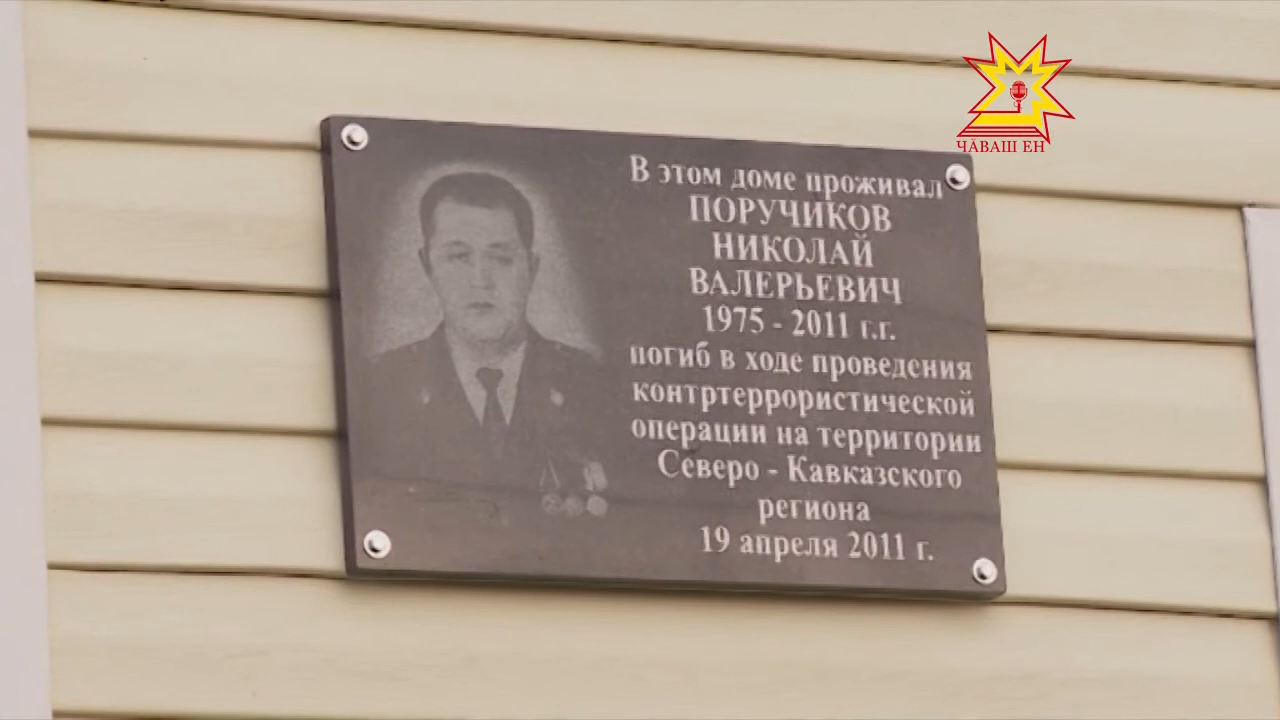 ЧӐВАШ ЕН
В этом доме проживал
ПОРУЧИКОВ
НИКОЛАЙ
ВАЛЕРЬЕВИЧ
1975 - 2011 г.г.
погиб в ходе проведения
контртеррористической
операции на территории
Северо - Кавказского
региона
19 апреля 2011 г.